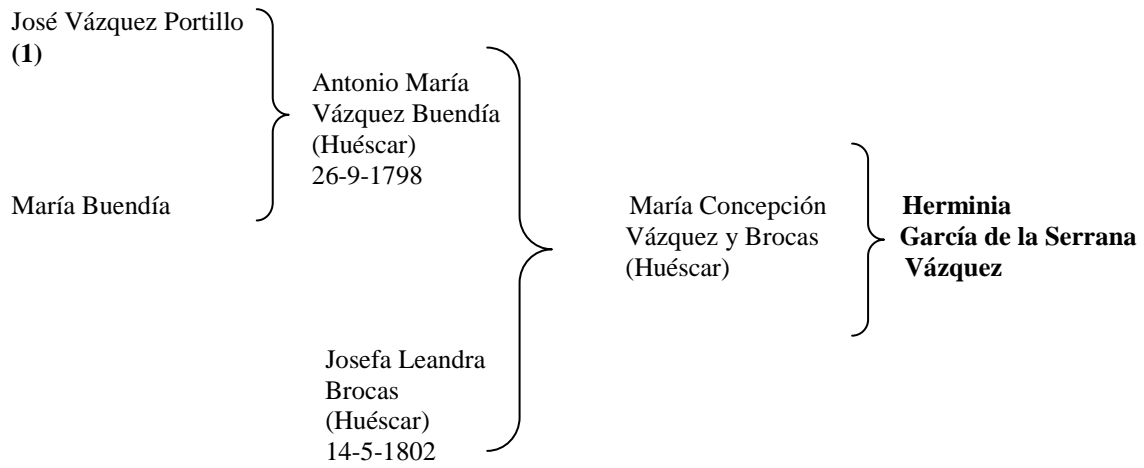 José Vázquez Portillo
(1)
María Buendía
Antonio María
Vázquez Buendía
(Huéscar)
26-9-1798
Josefa Leandra
Brocas
(Huéscar)
14-5-1802
María Concepción
Vázquez y Brocas
(Huéscar)
Herminia
García de la Serrana
Vázquez